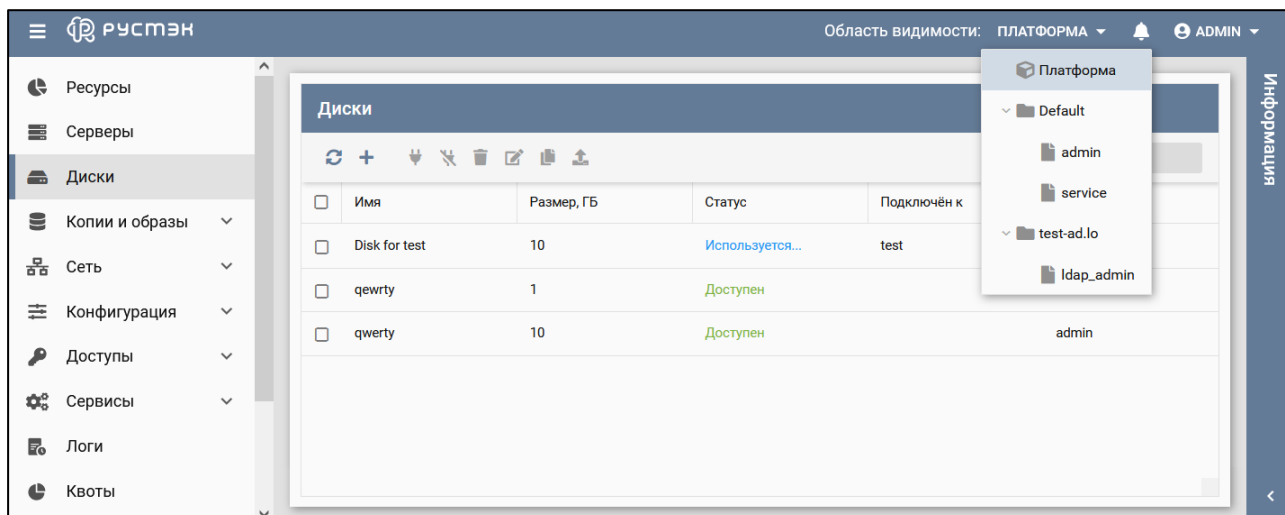 РУСТЭК
Область видимости: ПЛАТФОРМА
ADMIN
Ресурсы
Серверы
Диски
Копии и образы
Сеть
Конфигурация
Доступы
Сервисы
Логи
Квоты
Диски
Имя Размер, ГБ Статус Подключён к
Disk for test 10 Используется... test
qewrty 1 Доступен
qwerty 10 Доступен admin
Платформа
Default
admin
service
test-ad.lo
ldap_admin
Информация